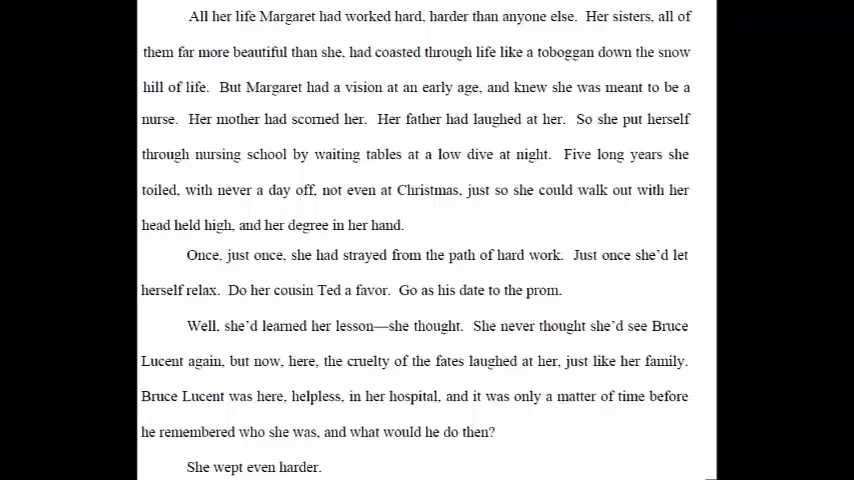 All her life Margaret had worked hard, harder than anyone else. Her sisters, all of
them far more beautiful than she, had coasted through life like a toboggan down the snow
hill of life. But Margaret had a vision at an early age, and knew she was meant to be a
nurse. Her mother had scorned her. Her father had laughed at her. So she put herself
through nursing school by waiting tables at a low dive at night. Five long years she
toiled, with never a day off, not even at Christmas, just so she could walk out with her
head held high, and her degree in her hand.
Once, just once, she had strayed from the path of hard work. Just once she’d let
herself relax. Do her cousin Ted a favor. Go as his date to the prom.
Well, she’d learned her lesson—she thought. She never thought she’d see Bruce
Lucent again, but now, here, the cruelty of the fates laughed at her, just like her family.
Bruce Lucent was here, helpless, in her hospital, and it was only a matter of time before
he remembered who she was, and what would he do then?
She wept even harder.